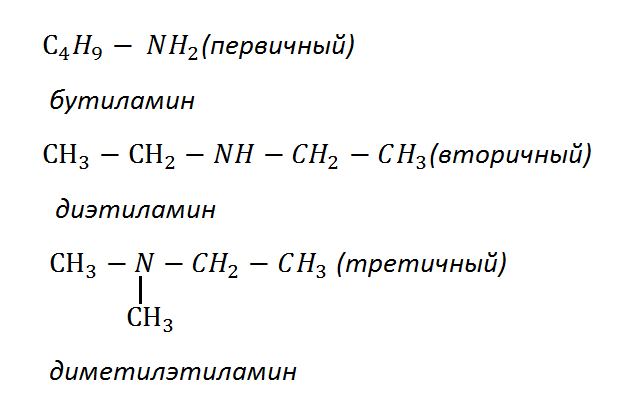 C₄H₉ − NH₂(первичный)
бутиламин
CH₃ − CH₂ − NH − CH₂ − CH₃(вторичный)
диэтиламин
CH₃ − N − CH₂ − CH₃ (третичный)
|
CH₃
диметилэтиламин